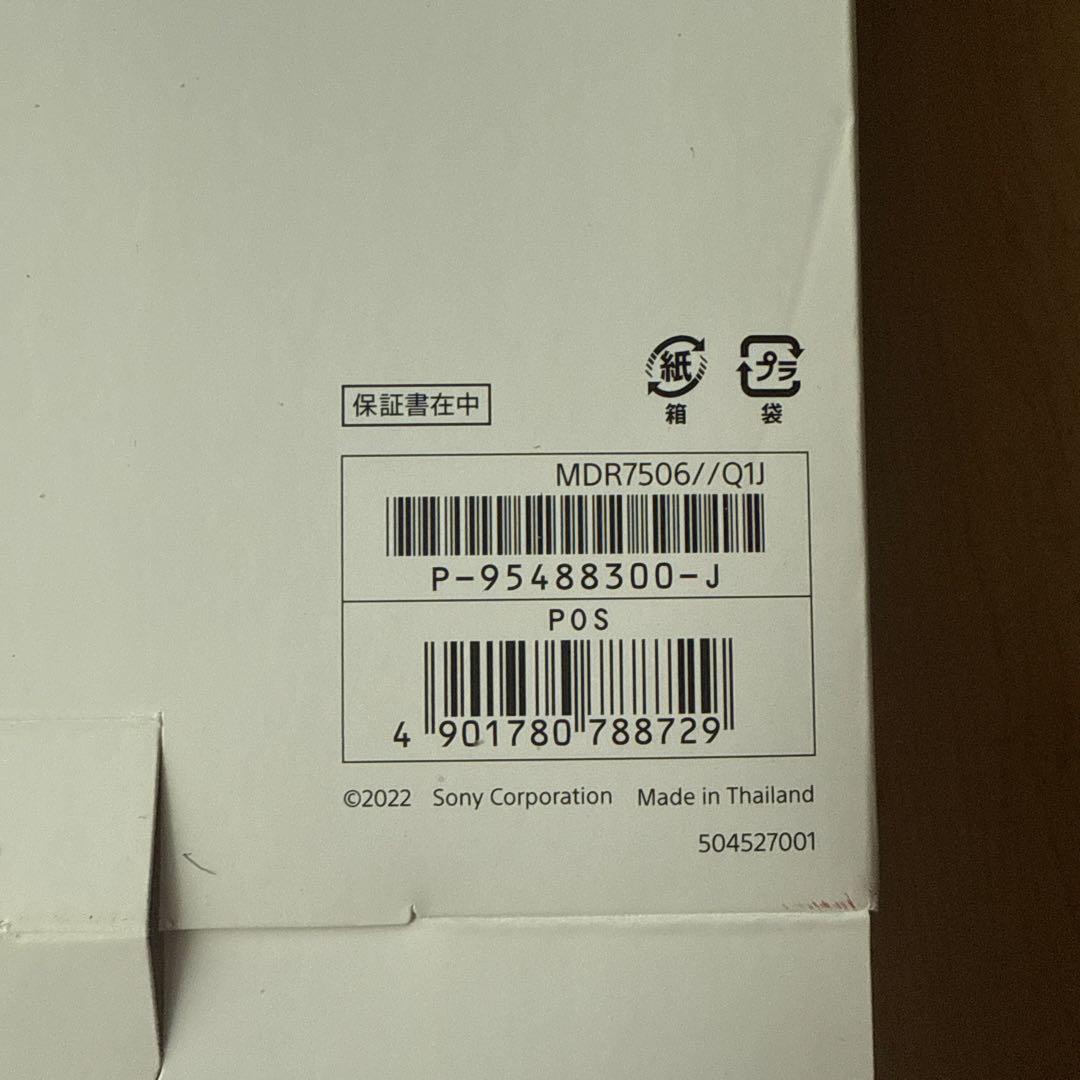 紙 プラ
箱 袋
保証書在中
MDR7506//Q1J
P-95488300-J
POS
4 901780 788729
©2022 Sony Corporation Made in Thailand
504527001